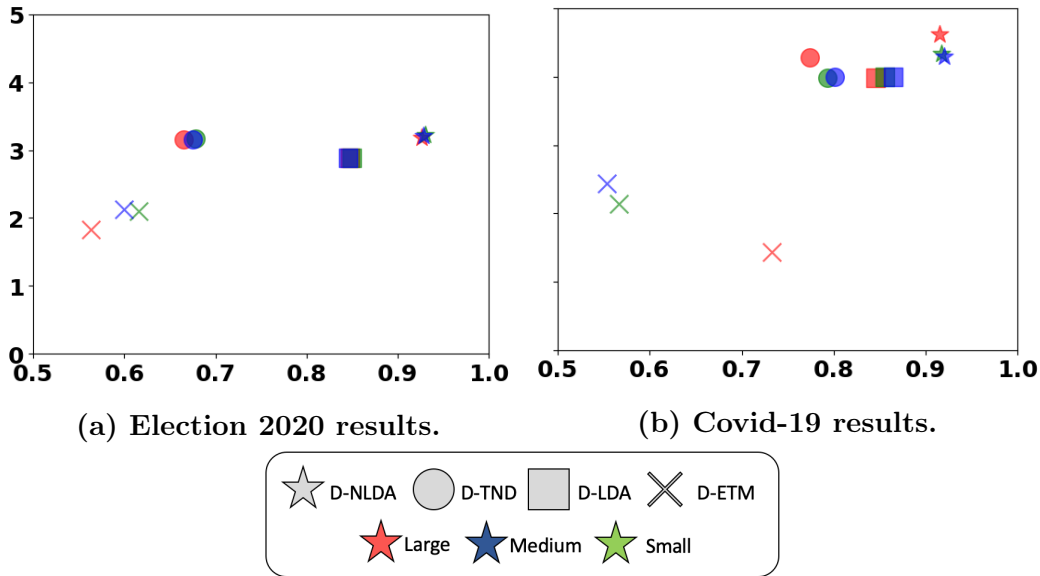 5
4
3
2
1
0
0.5 0.6 0.7 0.8 0.9 1.0
0.5 0.6 0.7 0.8 0.9 1.0
(a) Election 2020 results.
(b) Covid-19 results.
D-NLDA D-TND D-LDA D-ETM
Large Medium Small